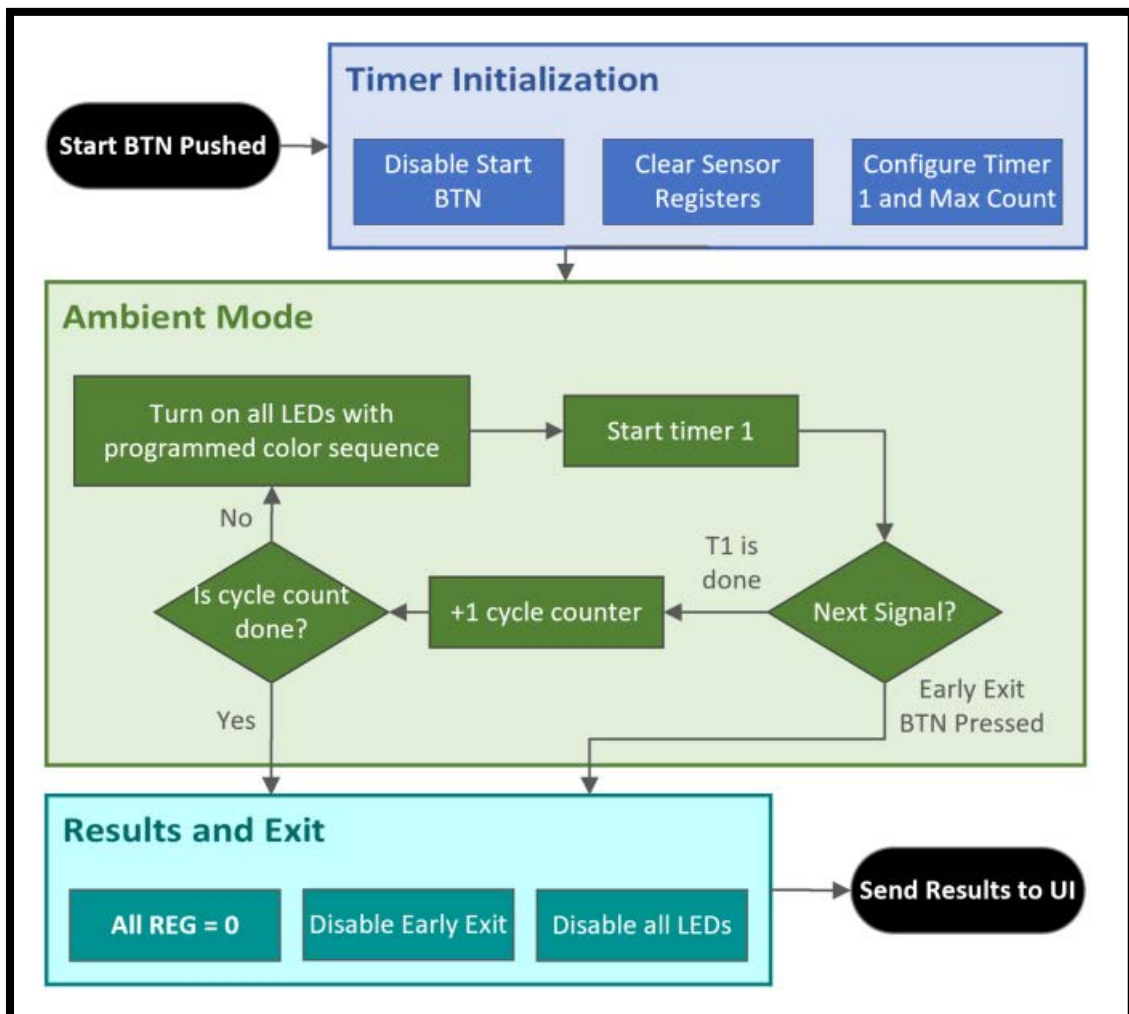 Timer Initialization
Start BTN Pushed
Disable Start
BTN
Clear Sensor
Registers
Configure Timer
1 and Max Count
Ambient Mode
Turn on all LEDs with
programmed color sequence
Start timer 1
No
T1 is
done
Is cycle count
done?
+1 cycle counter
Next Signal?
Yes
Early Exit
BTN Pressed
Results and Exit
All REG = 0
Disable Early Exit
Disable all LEDs
Send Results to UI